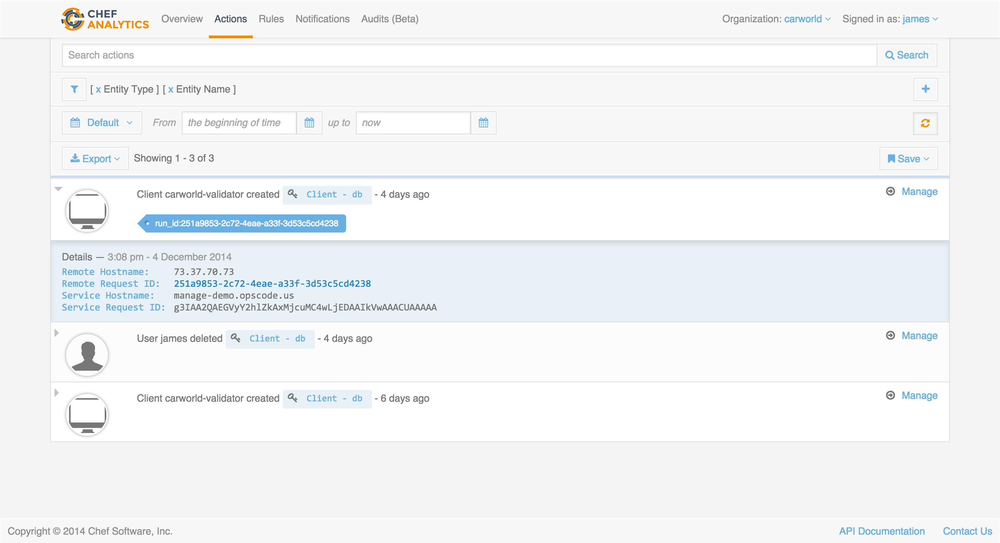 CHEF
ANALYTICS
Overview Actions Rules Notifications Audits (Beta) Organization: carworld Signed in as: james
Search actions Search
[ x Entity Type ] [ x Entity Name ]
Default From the beginning of time up to now
Export Showing 1 - 3 of 3 Save
Client carworld-validator created Client - db - 4 days ago Manage
run_id:251a9853-2c72-4eae-a33f-3d53c5cd4238
Details — 3:08 pm - 4 December 2014
Remote Hostname: 73.37.70.73
Remote Request ID: 251a9853-2c72-4eae-a33f-3d53c5cd4238
Service Hostname: manage-demo.opscode.us
Service Request ID: g3IAA2QAEGVyY2hlZkAxMjcuMC4wLjEDAAIkVwAAACUAAAAA
User james deleted Client - db - 4 days ago Manage
Client carworld-validator created Client - db - 6 days ago Manage
Copyright © 2014 Chef Software, Inc. API Documentation Contact Us